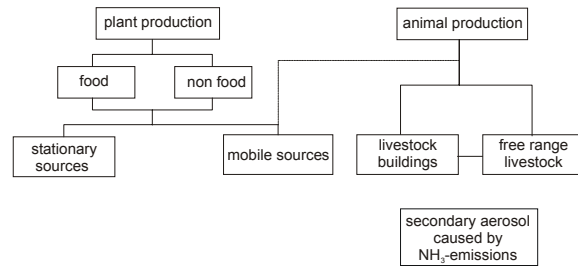 plant production
animal production
food
non food
stationary
sources
mobile sources
livestock
buildings
free range
livestock
secondary aerosol
caused by
NH₃-emissions